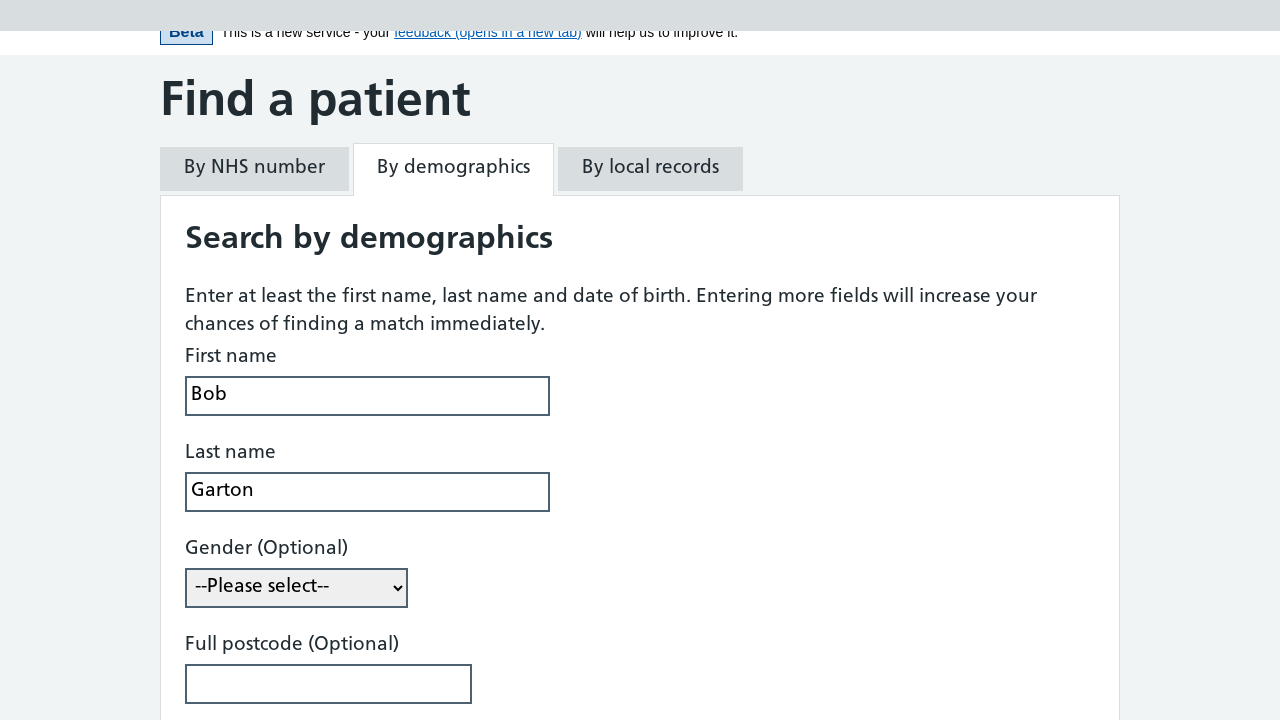 Beta This is a new service - your feedback (opens in a new tab) will help us to improve it.
Find a patient
By NHS number By demographics By local records
Search by demographics
Enter at least the first name, last name and date of birth. Entering more fields will increase your
chances of finding a match immediately.
First name
Bob
Last name
Garton
Gender (Optional)
--Please select--
Full postcode (Optional)